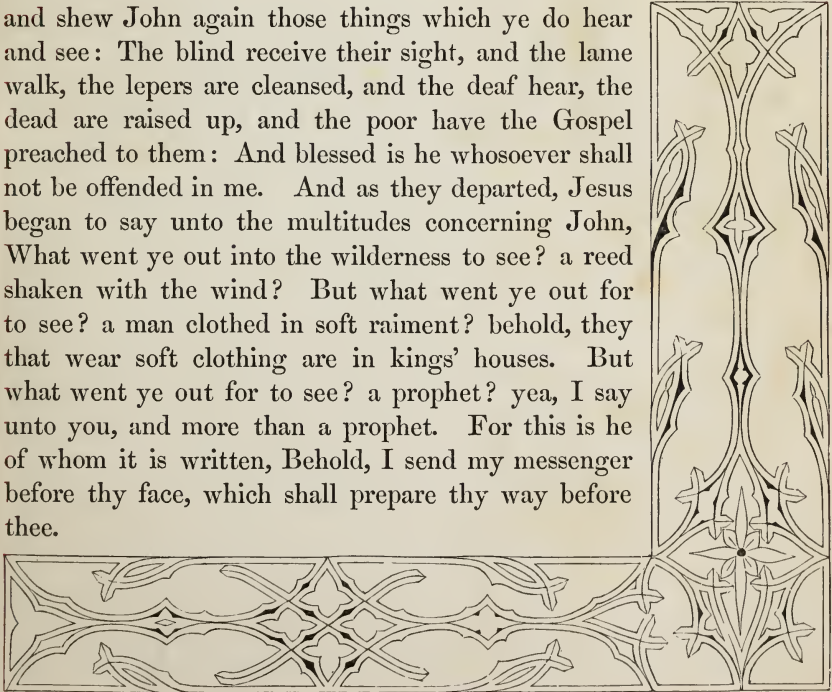 and shew John again those things which ye do hear
and see: The blind receive their sight, and the lame
walk, the lepers are cleansed, and the deaf hear, the
dead are raised up, and the poor have the Gospel
preached to them: And blessed is he whosoever shall
not be offended in me. And as they departed, Jesus
began to say unto the multitudes concerning John,
What went ye out into the wilderness to see? a reed
shaken with the wind? But what went ye out for
to see? a man clothed in soft raiment? behold, they
that wear soft clothing are in kings' houses. But
what went ye out for to see? a prophet? yea, I say
unto you, and more than a prophet. For this is he
of whom it is written, Behold, I send my messenger
before thy face, which shall prepare thy way before
thee.